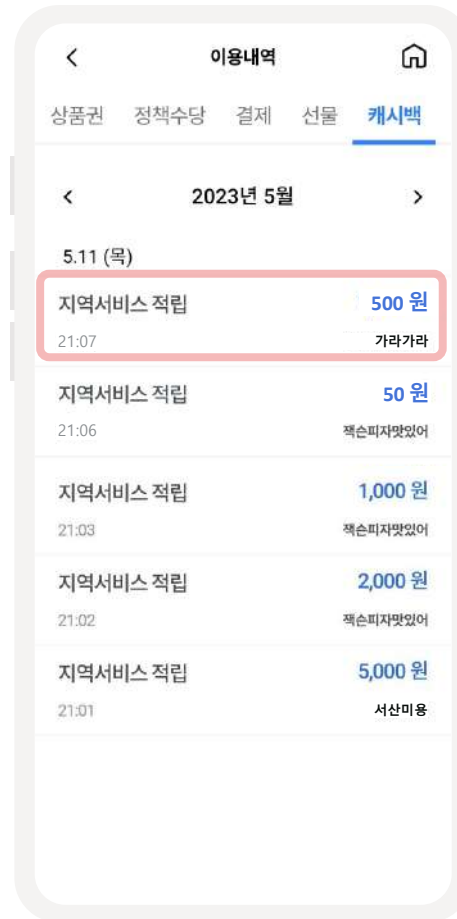 이용내역
상품권 정책수당 결제 선물 캐시백
2023년 5월
5.11 (목)
지역서비스 적립 500 원
21:07 가라가라
지역서비스 적립 50 원
21:06 잭슨피자맛있어
지역서비스 적립 1,000 원
21:03 잭슨피자맛있어
지역서비스 적립 2,000 원
21:02 잭슨피자맛있어
지역서비스 적립 5,000 원
21:01 서산미용